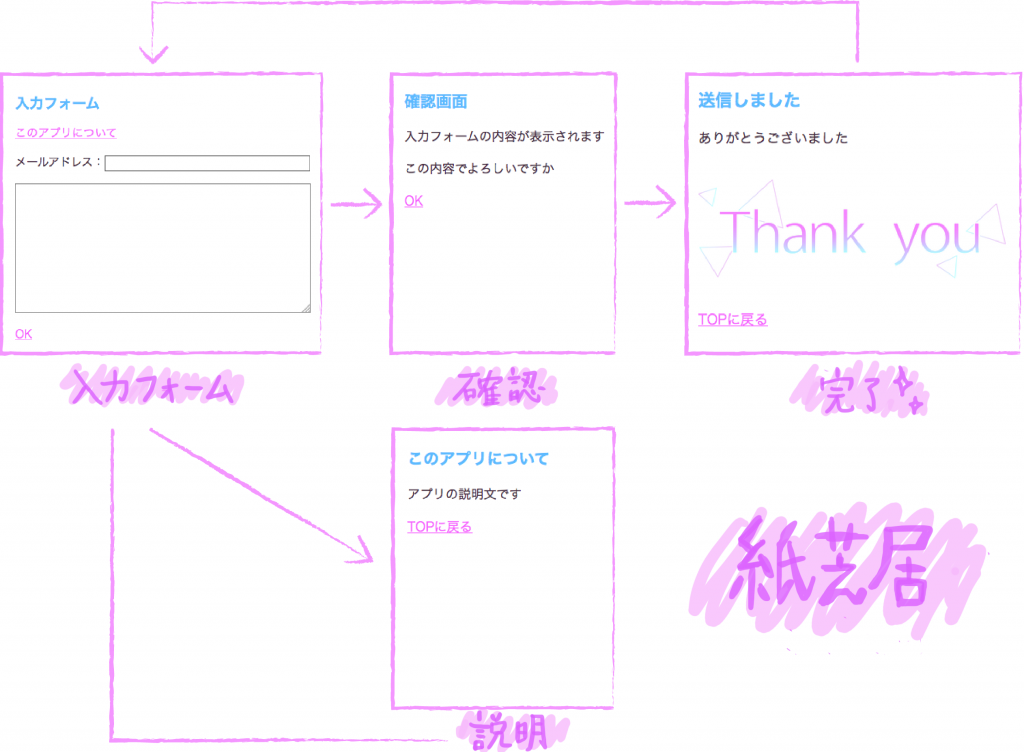 入力フォーム
このアプリについて
メールアドレス：
OK
入力フォーム
確認画面
入力フォームの内容が表示されます
この内容でよろしいですか
OK
確認
送信しました
ありがとうございました
Thank you
TOPに戻る
完了
このアプリについて
アプリの説明文です
TOPに戻る
説明
紙芝居